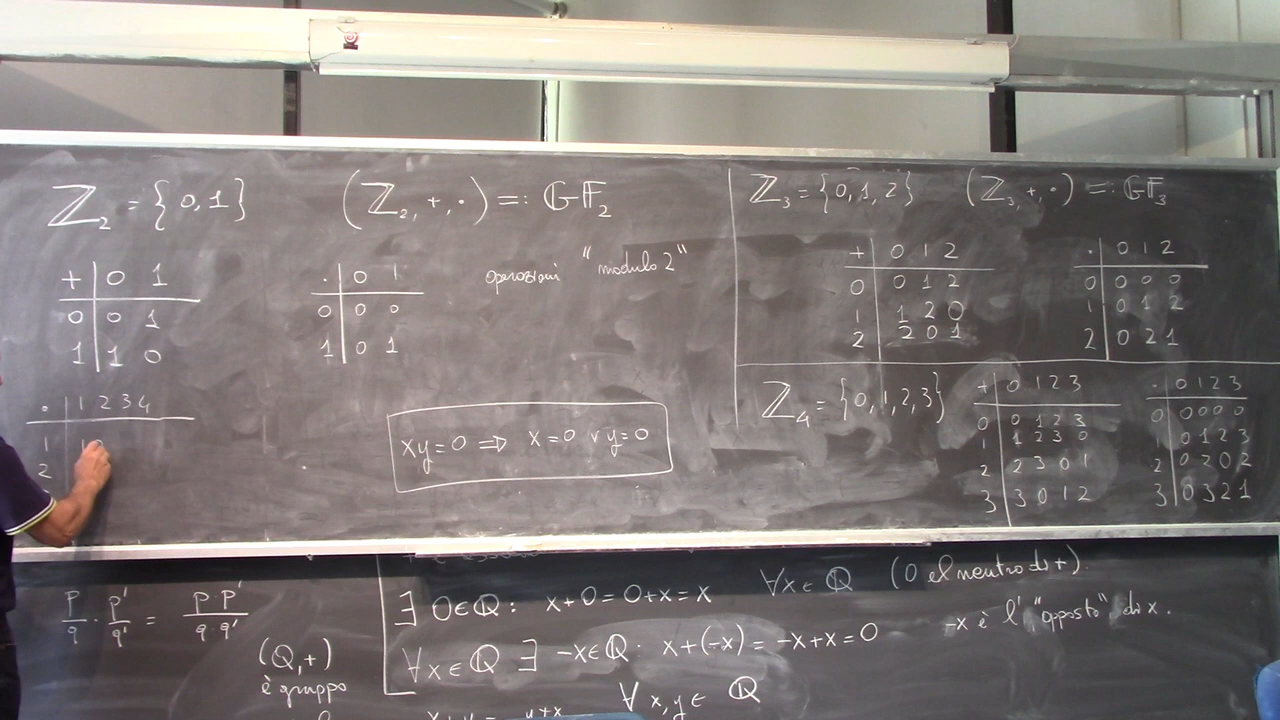 ℤ₂ = {0,1} (ℤ₂,+,·) =: 𝔾𝔽₂
+ | 0 1
0 | 0 1
1 | 1 0
· | 0 1
0 | 0 0
1 | 0 1
operazioni "modulo 2"
· | 1 2 3 4
1 | 1
2
xy=0 ⇒ x=0 ∨ y=0
ℤ₃ = {0,1,2} (ℤ₃,+,·) =: 𝔾𝔽₃
+ | 0 1 2
0 | 0 1 2
1 | 1 2 0
2 | 2 0 1
· | 0 1 2
0 | 0 0 0
1 | 0 1 2
2 | 0 2 1
ℤ₄ = {0,1,2,3}
+ | 0 1 2 3
0 | 0 1 2 3
1 | 1 2 3 0
2 | 2 3 0 1
3 | 3 0 1 2
· | 0 1 2 3
0 | 0 0 0 0
1 | 0 1 2 3
2 | 0 2 0 2
3 | 0 3 2 1
p/q · p'/q' = p·p'/q·q'
(Q,+)
è gruppo
∃ 0∈ℚ: x+0=0+x=x ∀x∈ℚ (0 el neutro di +).
∀x∈ℚ ∃ -x∈ℚ: x+(-x) = -x+x=0 -x è l' "opposto" di x.
∀ x,y ∈ ℚ